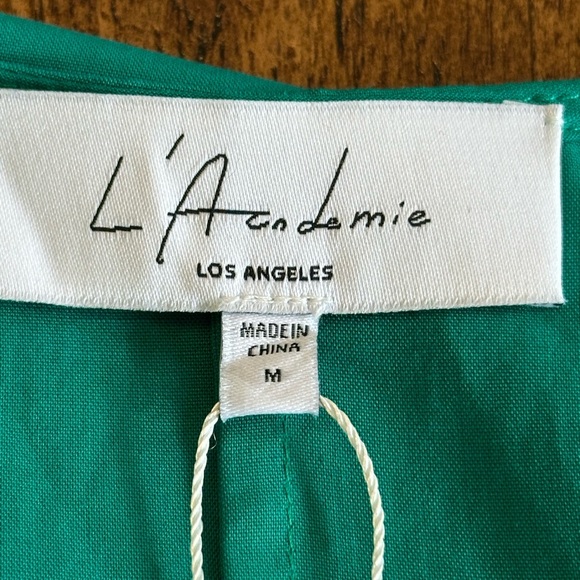 L'Academie
LOS ANGELES
MADE IN
CHINA
M